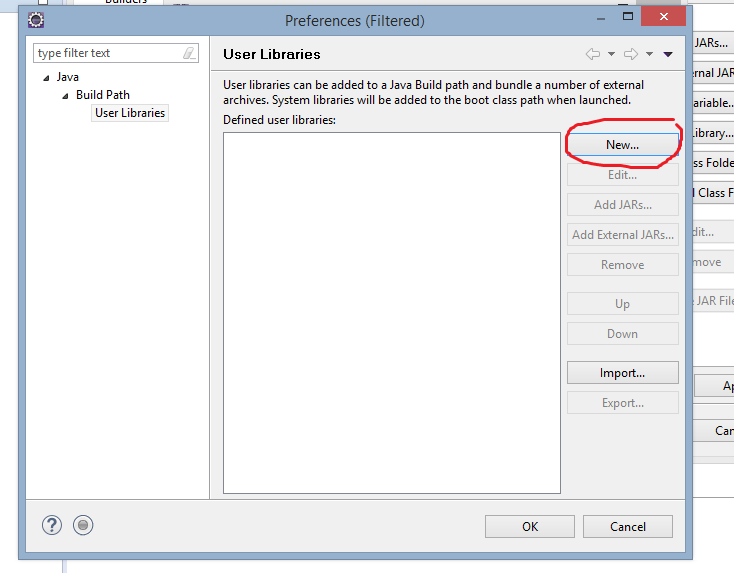 Builders
Preferences (Filtered)
type filter text
Java
Build Path
User Libraries
User Libraries
User libraries can be added to a Java Build path and bundle a number of external
archives. System libraries will be added to the boot class path when launched.
Defined user libraries:
New...
Edit...
Add JARs...
Add External JARs...
Remove
Up
Down
Import...
Export...
OK
Cancel
JARs...
rnal JAR
ariable..
ibrary...
ss Folde
l Class F
dit...
move
JAR File
Ap
Can